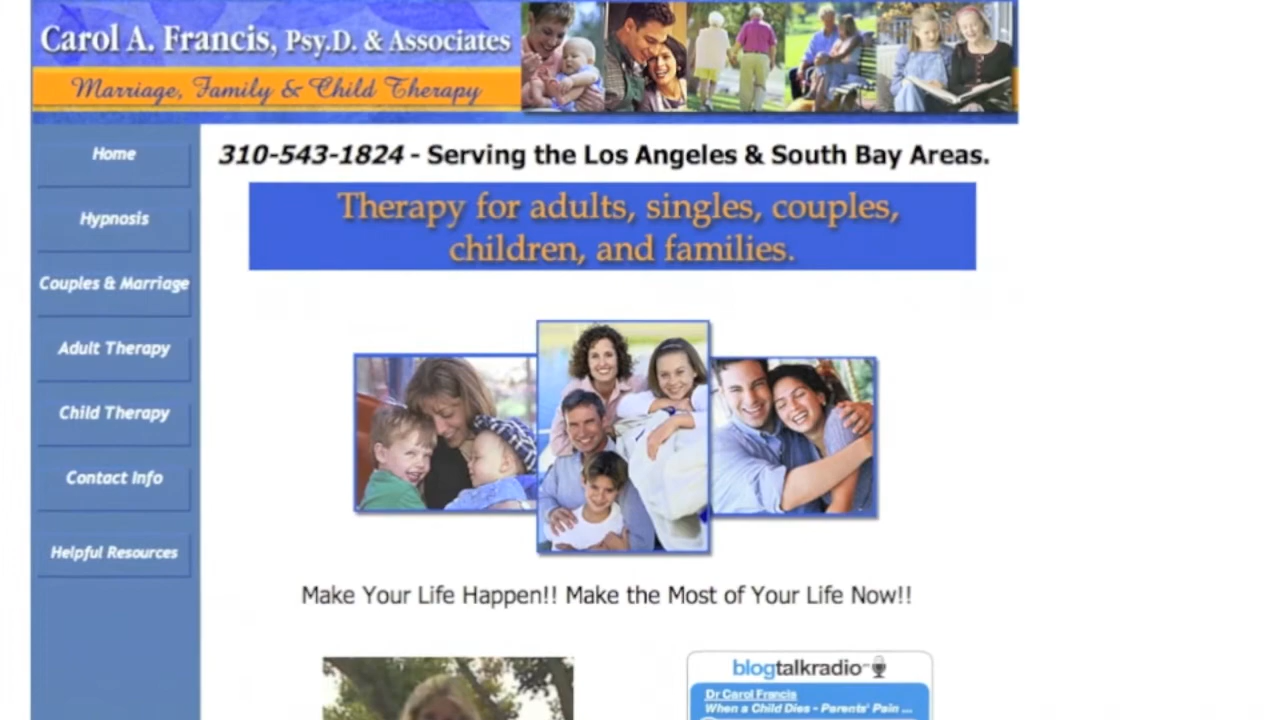 Carol A. Francis, Psy.D. & Associates
Marriage, Family & Child Therapy
Home
Hypnosis
Couples & Marriage
Adult Therapy
Child Therapy
Contact Info
Helpful Resources
310-543-1824 - Serving the Los Angeles & South Bay Areas.
Therapy for adults, singles, couples,
children, and families.
Make Your Life Happen!! Make the Most of Your Life Now!!
blogtalkradio
Dr Carol Francis
When a Child Dies - Parents' Pain ...